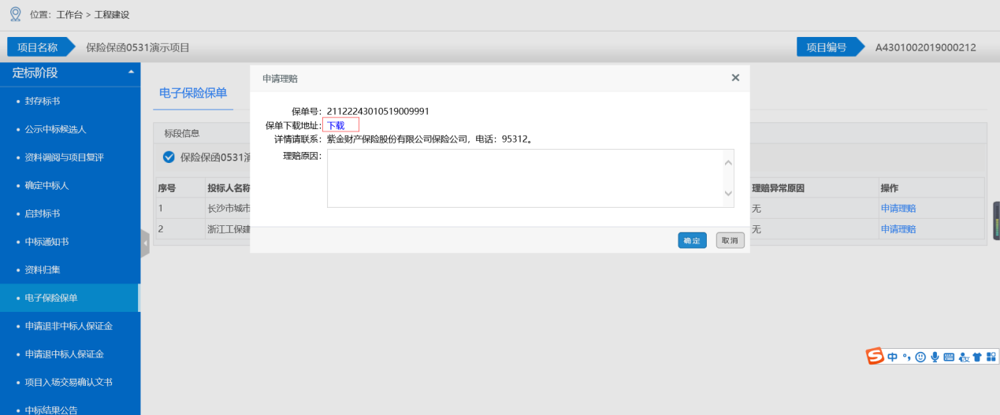 位置：工作台 > 工程建设
项目名称 保险保函0531演示项目 项目编号 A4301002019000212
定标阶段
• 封存标书
• 公示中标候选人
• 资料调阅与项目复评
• 确定中标人
• 启封标书
• 中标通知书
• 资料归集
• 电子保险保单
• 申请退非中标人保证金
• 申请退中标人保证金
• 项目入场交易确认文书
• 中标结果公告
电子保险保单
标段信息
保险保函0531演
序号 投标人名称 理赔异常原因 操作
1 长沙市城市 无 申请理赔
2 浙江工保建 无 申请理赔
申请理赔
保单号：21122243010519009991
保单下载地址：下载
详情请联系：紫金财产保险股份有限公司保险公司，电话：95312。
理赔原因：
确定 取消
中